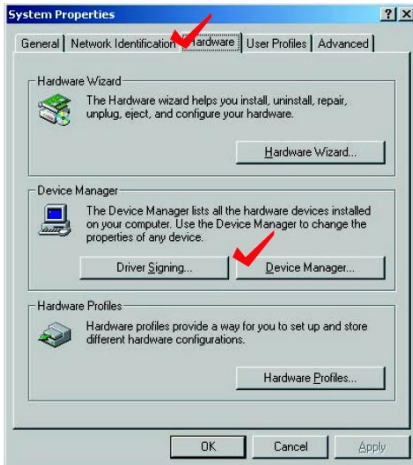 System Properties
General Network Identification Hardware User Profiles Advanced
Hardware Wizard
The Hardware wizard helps you install, uninstall, repair,
unplug, eject, and configure your hardware.
Hardware Wizard...
Device Manager
The Device Manager lists all the hardware devices installed
on your computer. Use the Device Manager to change the
properties of any device.
Driver Signing... Device Manager...
Hardware Profiles
Hardware profiles provide a way for you to set up and store
different hardware configurations.
Hardware Profiles...
OK Cancel Apply